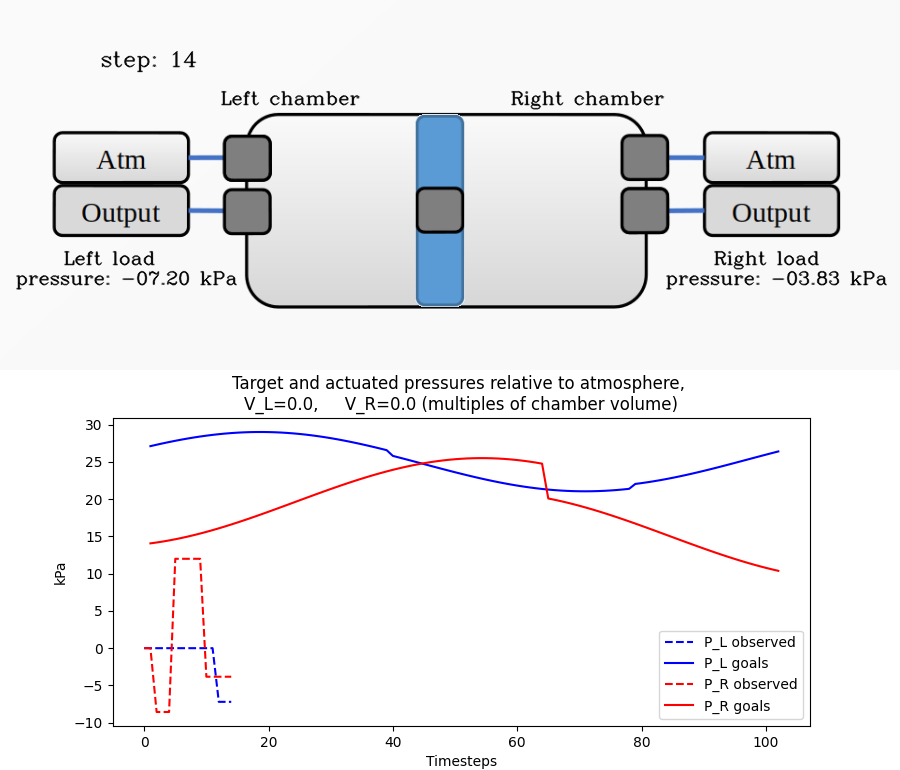 step: 14
Left chamber
Right chamber
Atm
Atm
Output
Output
Left load
pressure: −07.20 kPa
Right load
pressure: −03.83 kPa
Target and actuated pressures relative to atmosphere,
V_L=0.0,     V_R=0.0 (multiples of chamber volume)
30
25
20
15
10
5
0
−5
−10
kPa
P_L observed
P_L goals
P_R observed
P_R goals
0 20 40 60 80 100
Timesteps